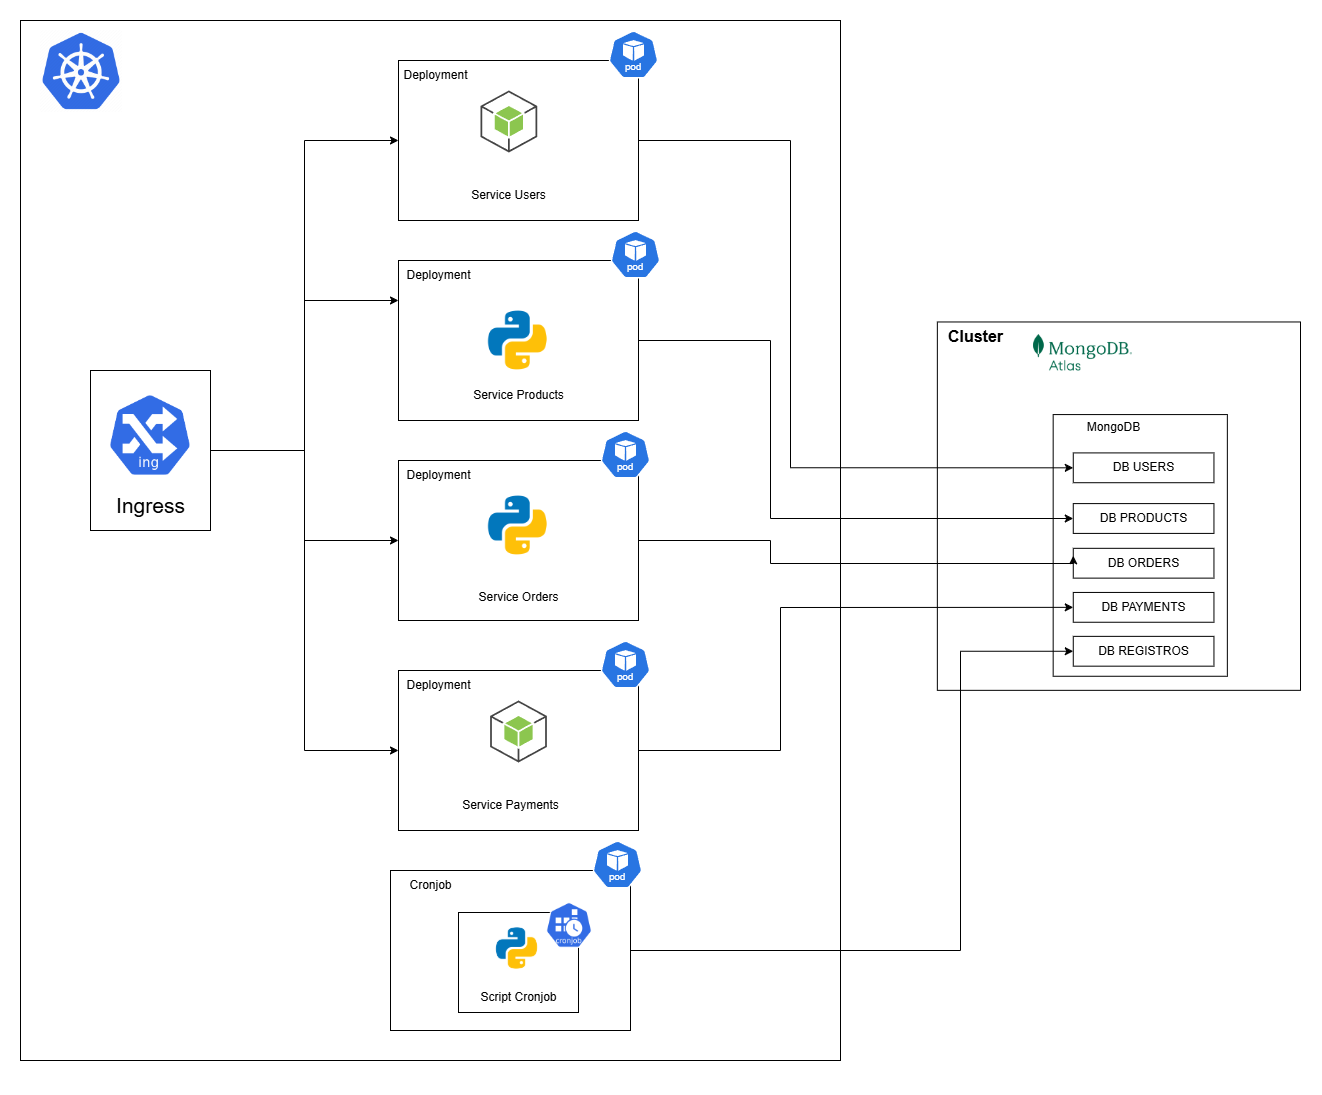 pod
Deployment
Service Users
pod
Deployment
Service Products
ing
Ingress
pod
Deployment
Service Orders
pod
Deployment
Service Payments
pod
Cronjob
cronjob
Script Cronjob
Cluster
MongoDB.
Atlas
MongoDB
DB USERS
DB PRODUCTS
DB ORDERS
DB PAYMENTS
DB REGISTROS